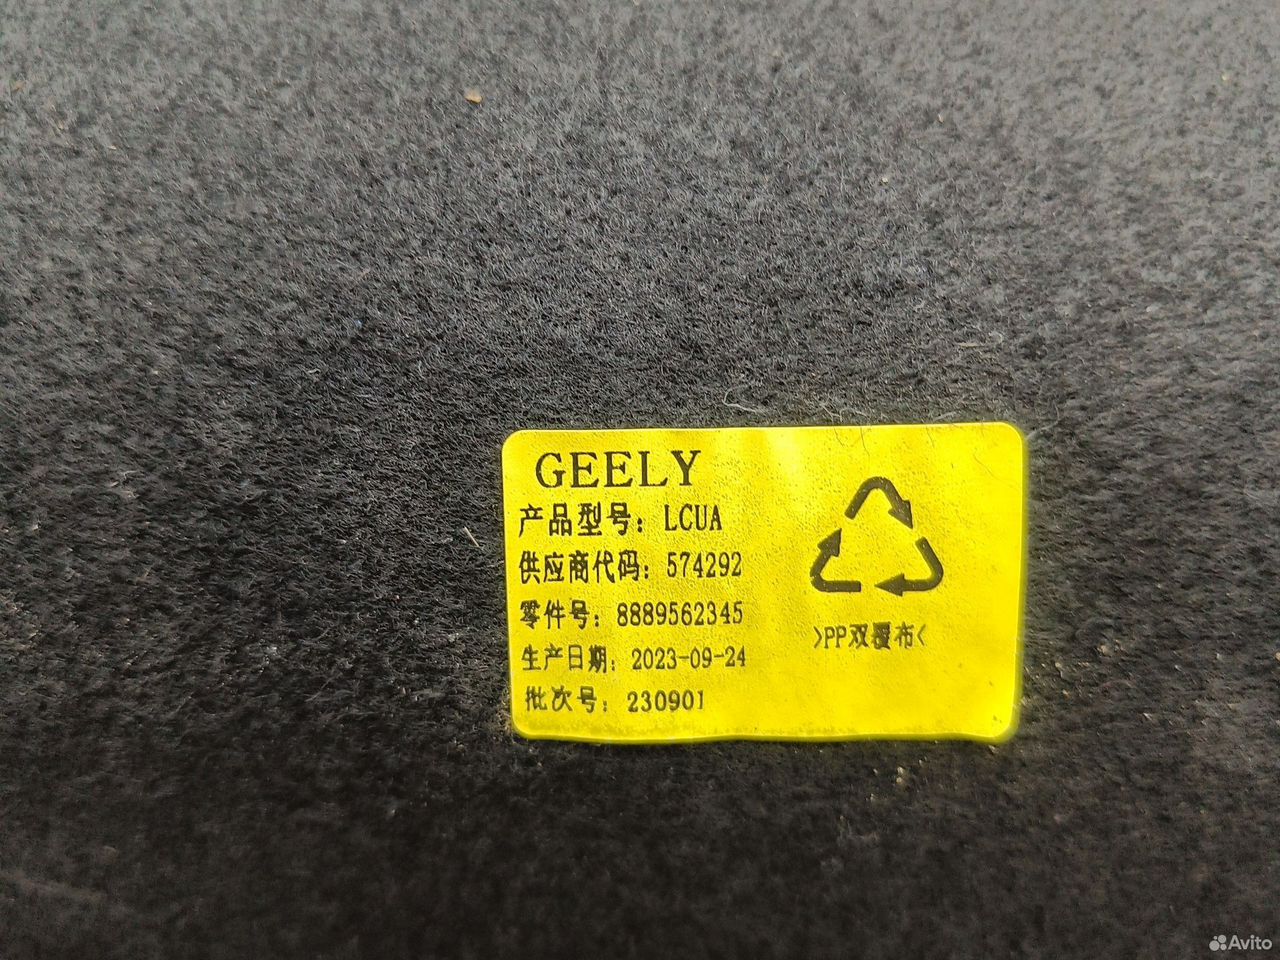 GEELY
产品型号: LCUA
供应商代码: 574292
零件号: 8889562345
生产日期: 2023-09-24
批次号: 230901
>PP双覆布<
Avito